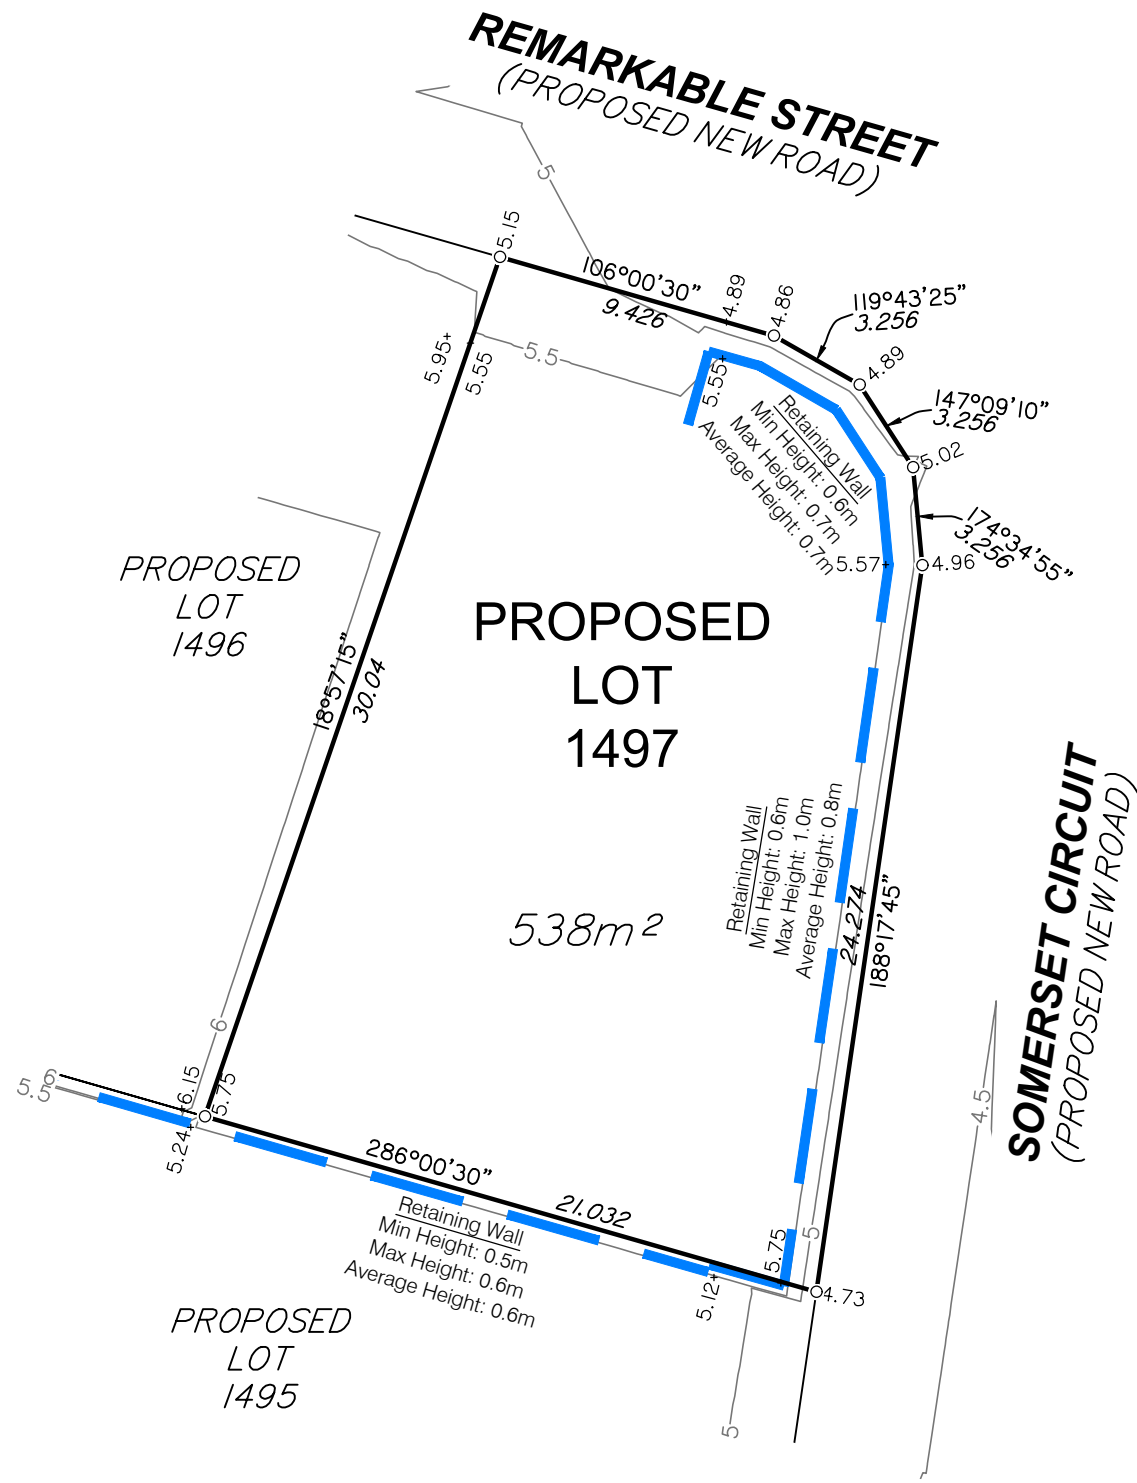 REMARKABLE STREET
(PROPOSED NEW ROAD)
5
5.15
106°00'30"
9.426
4.89
4.86
119°43'25"
3.256
4.89
147°09'10"
3.256
5.02
174°34'55"
3.256
4.96
5.95
5.55
5.5
5.55
Retaining Wall
Min Height: 0.6m
Max Height: 0.7m
Average Height: 0.7m
5.57
PROPOSED
LOT
1496
18°57'15"
30.04
PROPOSED
LOT
1497
538m²
Retaining Wall
Min Height: 0.6m
Max Height: 1.0m
Average Height: 0.8m
24.274
188°17'45"
SOMERSET CIRCUIT
(PROPOSED NEW ROAD)
4.5
6
6
5.5
6.15
5.75
5.24
286°00'30"
21.032
Retaining Wall
Min Height: 0.5m
Max Height: 0.6m
Average Height: 0.6m
5.75
5
5.12
4.73
5
PROPOSED
LOT
1495